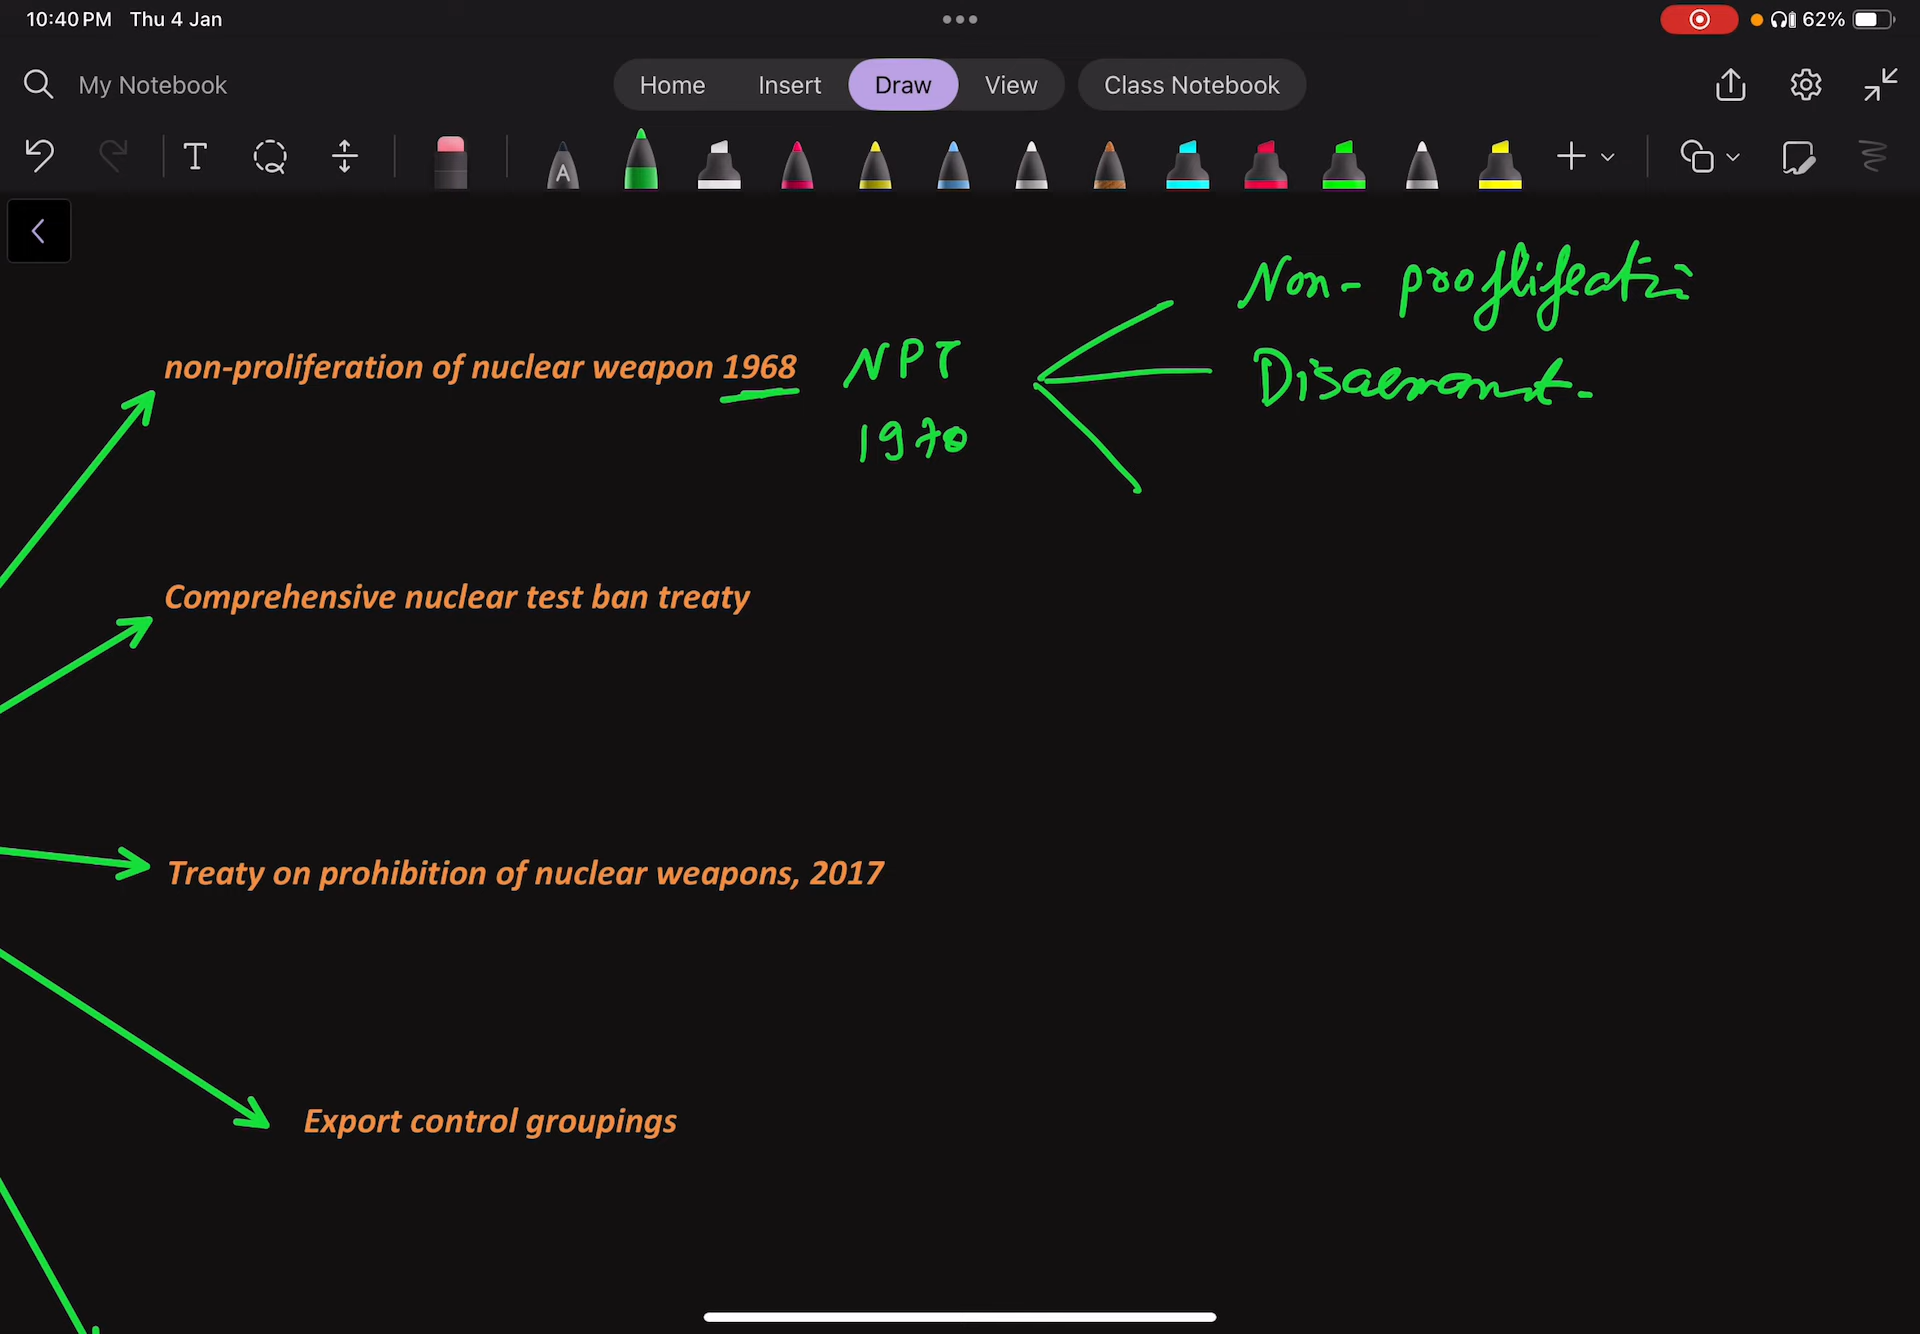 10:40 PM Thu 4 Jan
62%
My Notebook
Home Insert Draw View Class Notebook
T A
Non-
non-proliferation of nuclear weapon 1968 NPT
1970
Comprehensive nuclear test ban treaty
Treaty on prohibition of nuclear weapons, 2017
Export control groupings